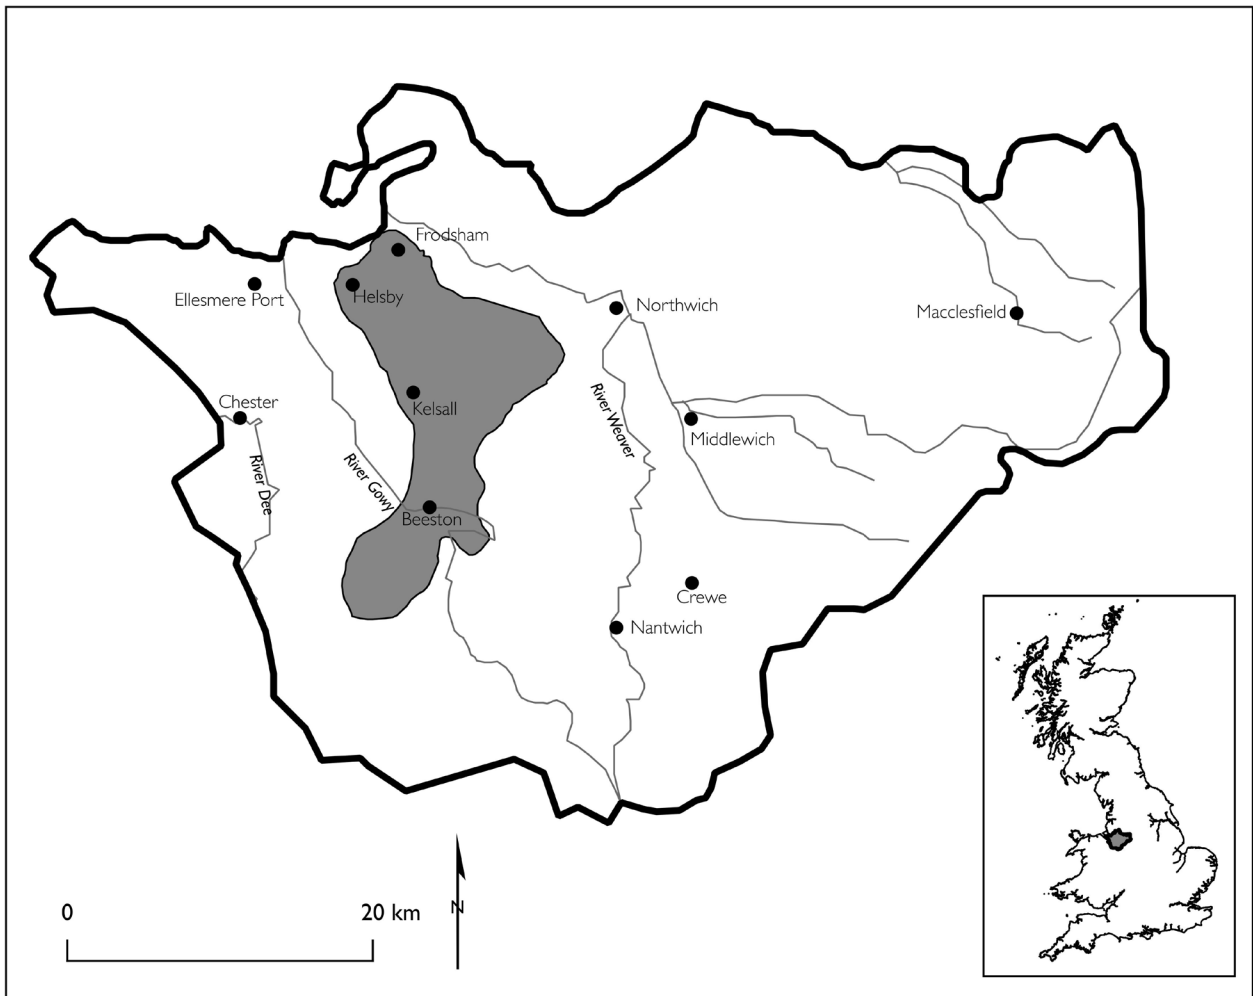 Frodsham
Helsby
Ellesmere Port
Northwich
Macclesfield
Chester
Kelsall
River Weaver
Middlewich
River Dee
River Gowy
Beeston
Crewe
Nantwich
0
20 km
N